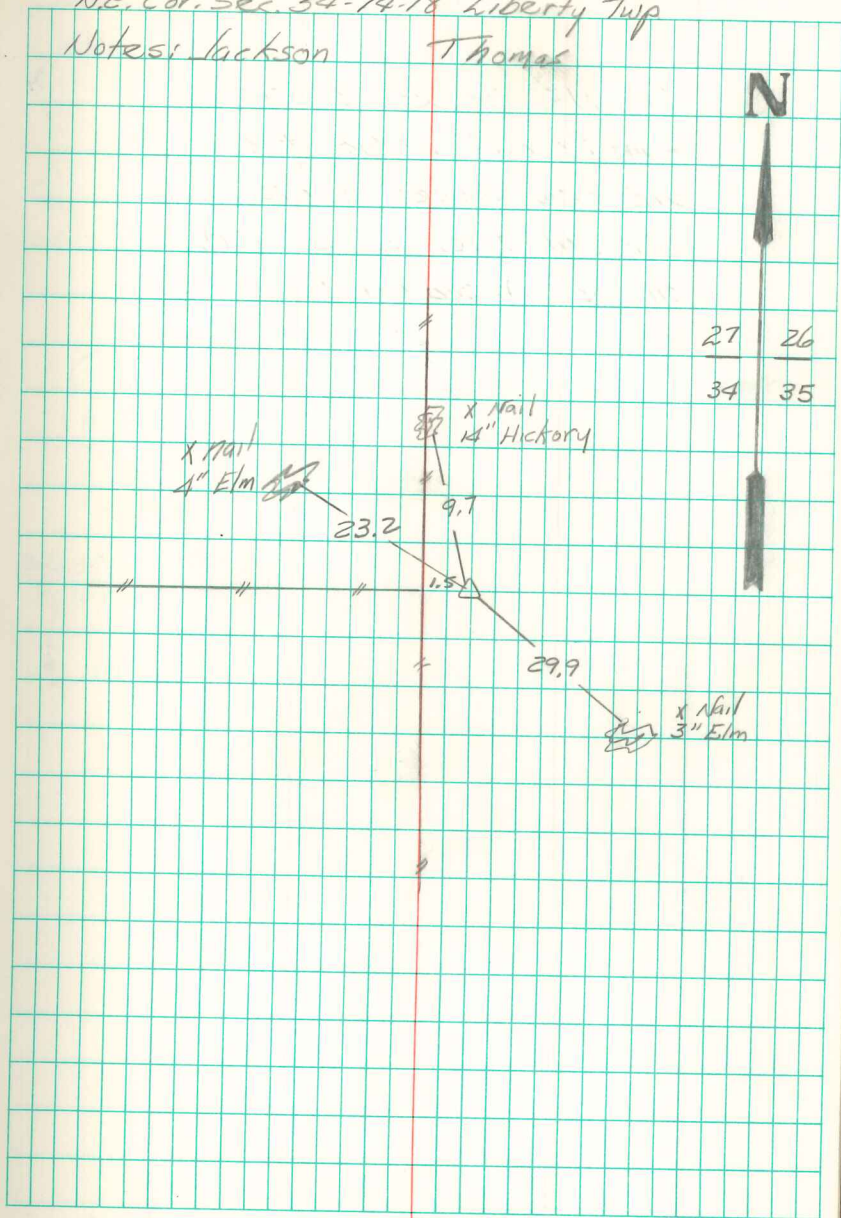 N.E. Cor. Sec. 34-74-18 Liberty Twp
Notes: Jackson Thomas
N
27 26
34 35
X Nail
14" Hickory
X nail
4" Elm
9.7
23.2
1.5
29.9
X Nail
3" Elm